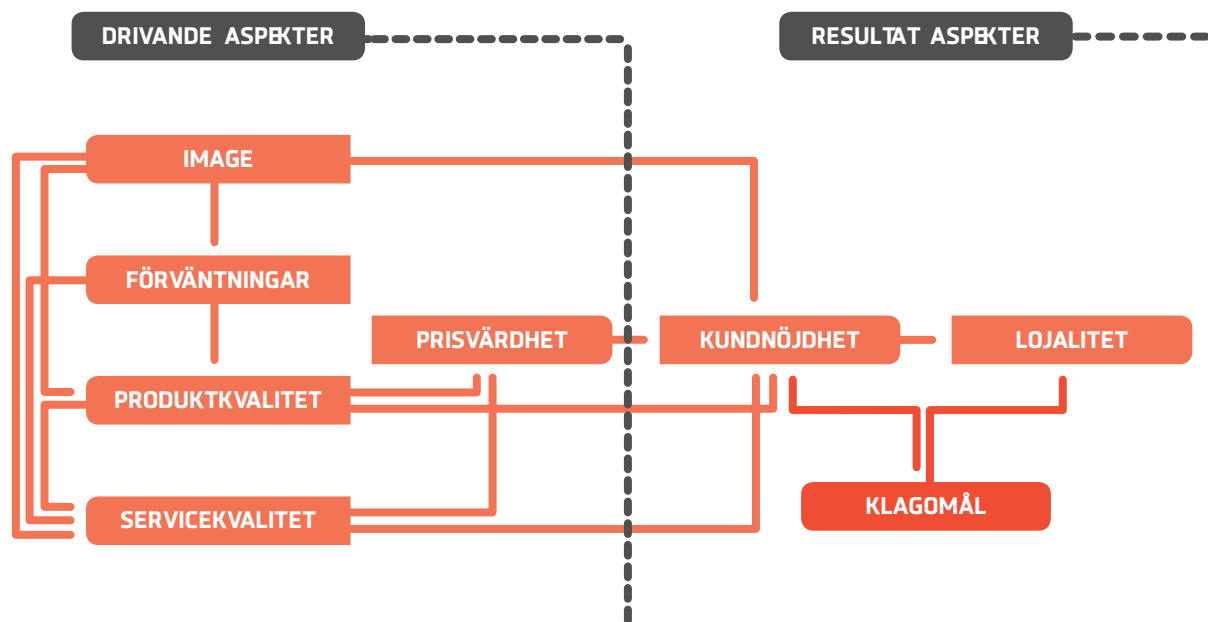 DRIVANDE ASPEKTER
RESULTAT ASPEKTER
IMAGE
FÖRVÄNTNINGAR
PRISVÄRDHET
KUNDNÖJDHET
LOJALITET
PRODUKTKVALITET
SERVICEKVALITET
KLAGOMÅL